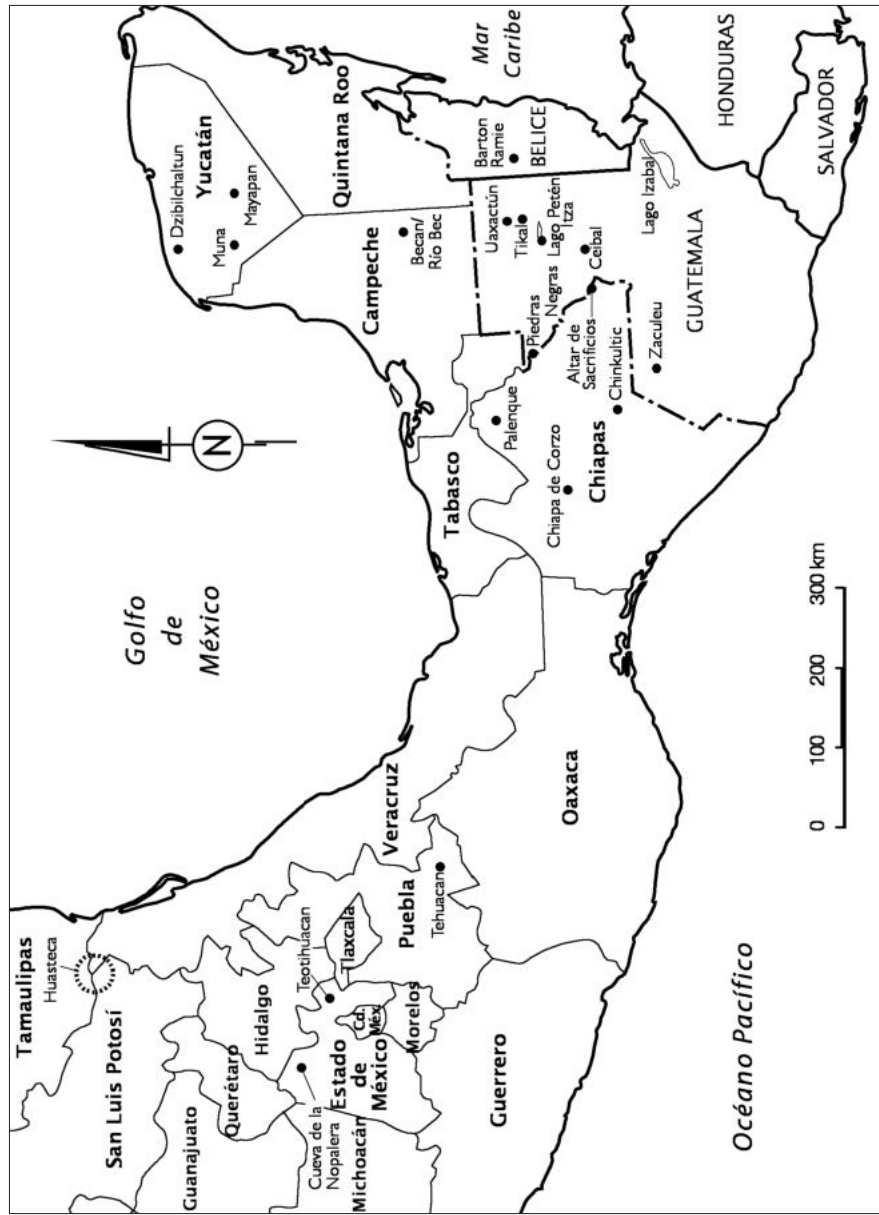 Tamaulipas
Huasteca
San Luis Potosí
Guanajuato
Querétaro
Hidalgo
Cueva de la
Nopalera
Michoacán
Estado
de
México
Cd.
Méx.
Teotihuacan
Tlaxcala
Morelos
Puebla
Tehuacan
Veracruz
Guerrero
Oaxaca
Golfo
de
México
N
Tabasco
Chiapa de Corzo
Chiapas
Palenque
Chinkultic
Altar de
Sacrificios
Piedras
Negras
Campeche
Becan/
Río Bec
Yucatán
Dzibilchaltun
Muna
Mayapan
Quintana Roo
Mar
Caribe
Uaxactún
Tikal
Lago Petén
Itza
Ceibal
Barton
Ramie
BELICE
Zaculeu
GUATEMALA
Lago Izabal
HONDURAS
SALVADOR
Océano Pacífico
0
100
200
300 km